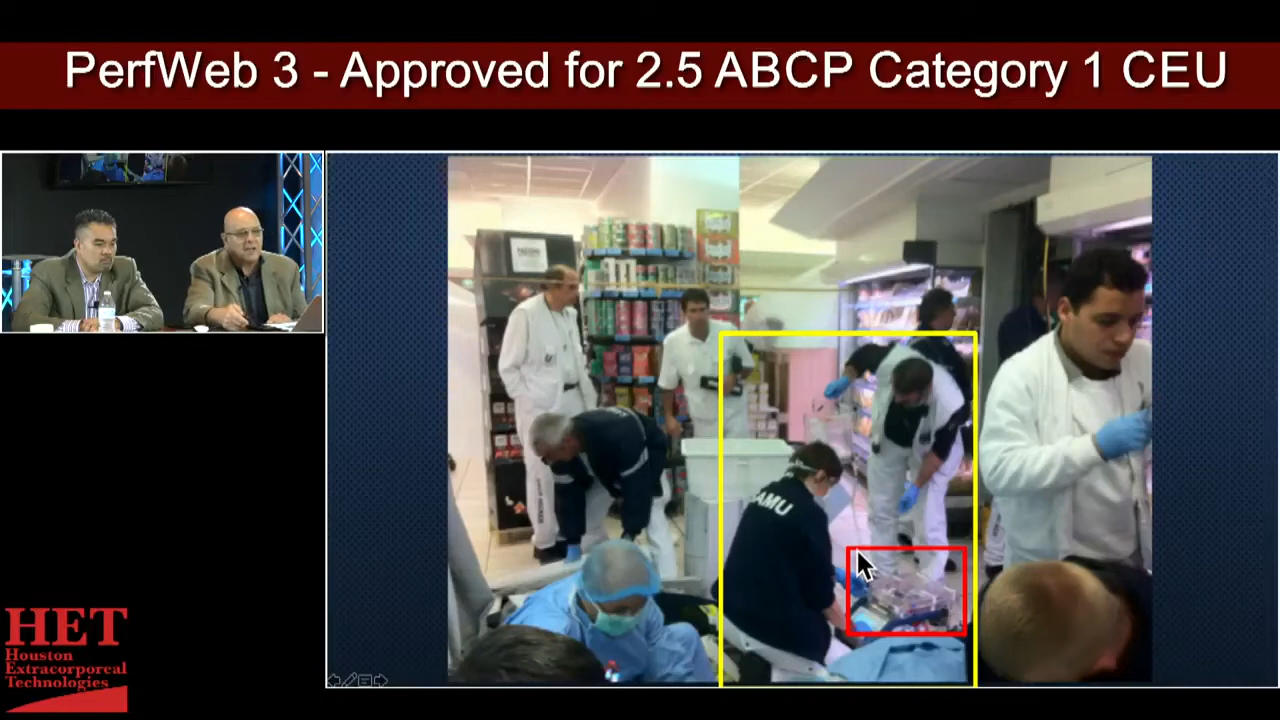 PerfWeb 3 - Approved for 2.5 ABCP Category 1 CEU
SAMU
HET
Houston
Extracorporeal
Technologies